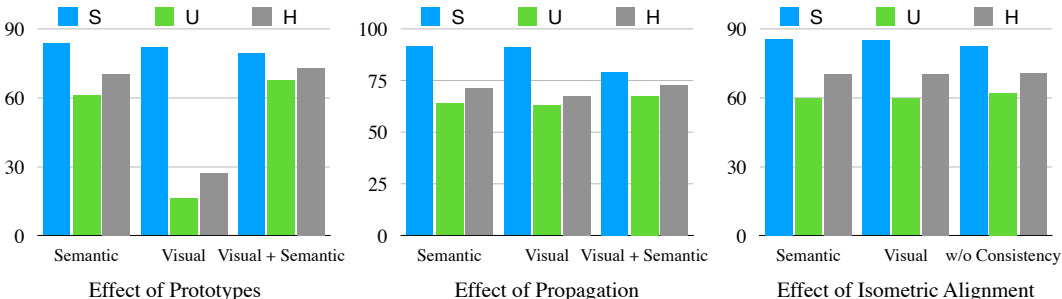 S U H
90
60
30
0
Semantic Visual Visual + Semantic
Effect of Prototypes
S U H
100
75
50
25
0
Semantic Visual Visual + Semantic
Effect of Propagation
S U H
90
60
30
0
Semantic Visual w/o Consistency
Effect of Isometric Alignment